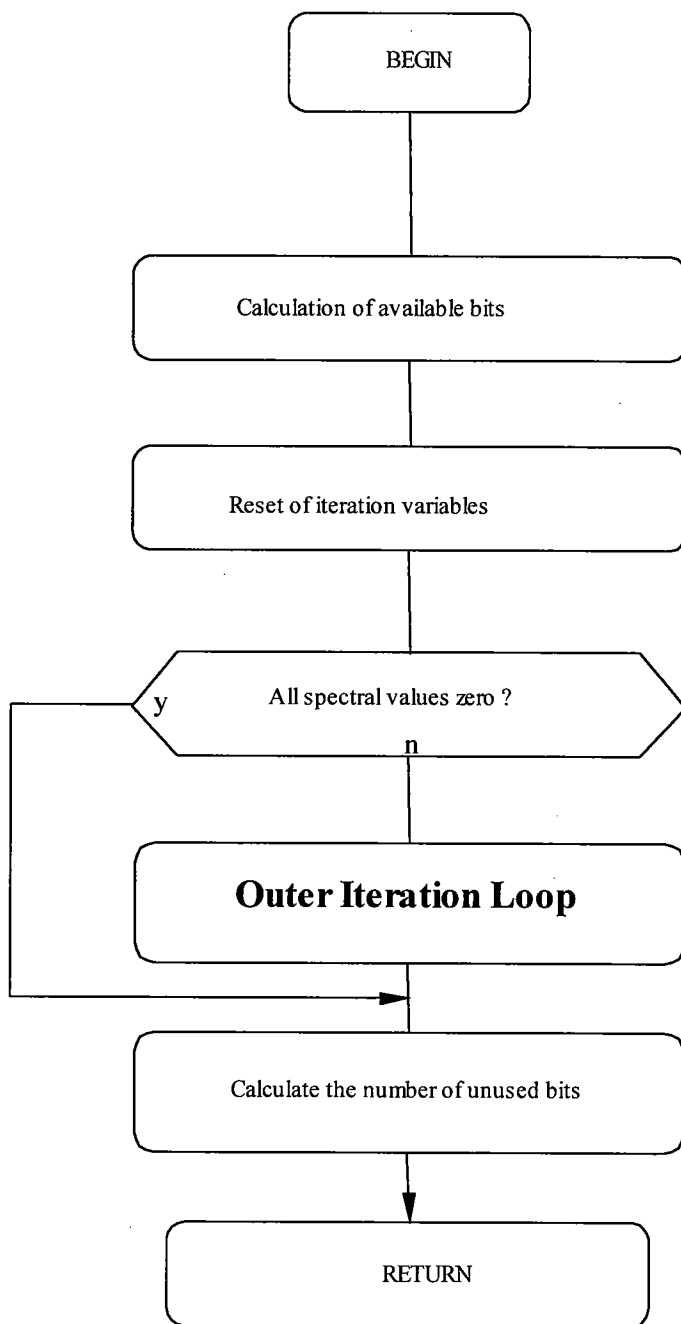 BEGIN
Calculation of available bits
Reset of iteration variables
All spectral values zero ?
y
n
Outer Iteration Loop
Calculate the number of unused bits
RETURN